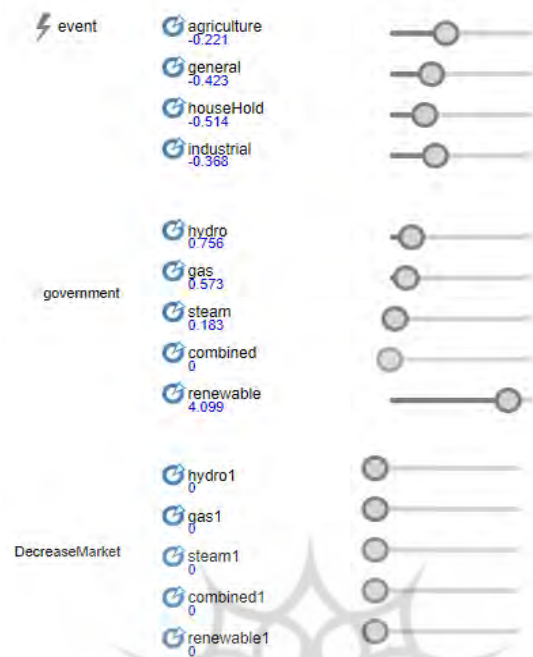 event
agriculture
-0.221
general
-0.423
houseHold
-0.514
industrial
-0.368
hydro
0.756
gas
0.573
government
steam
0.183
combined
0
renewable
4.099
hydro1
0
gas1
0
DecreaseMarket
steam1
0
combined1
0
renewable1
0